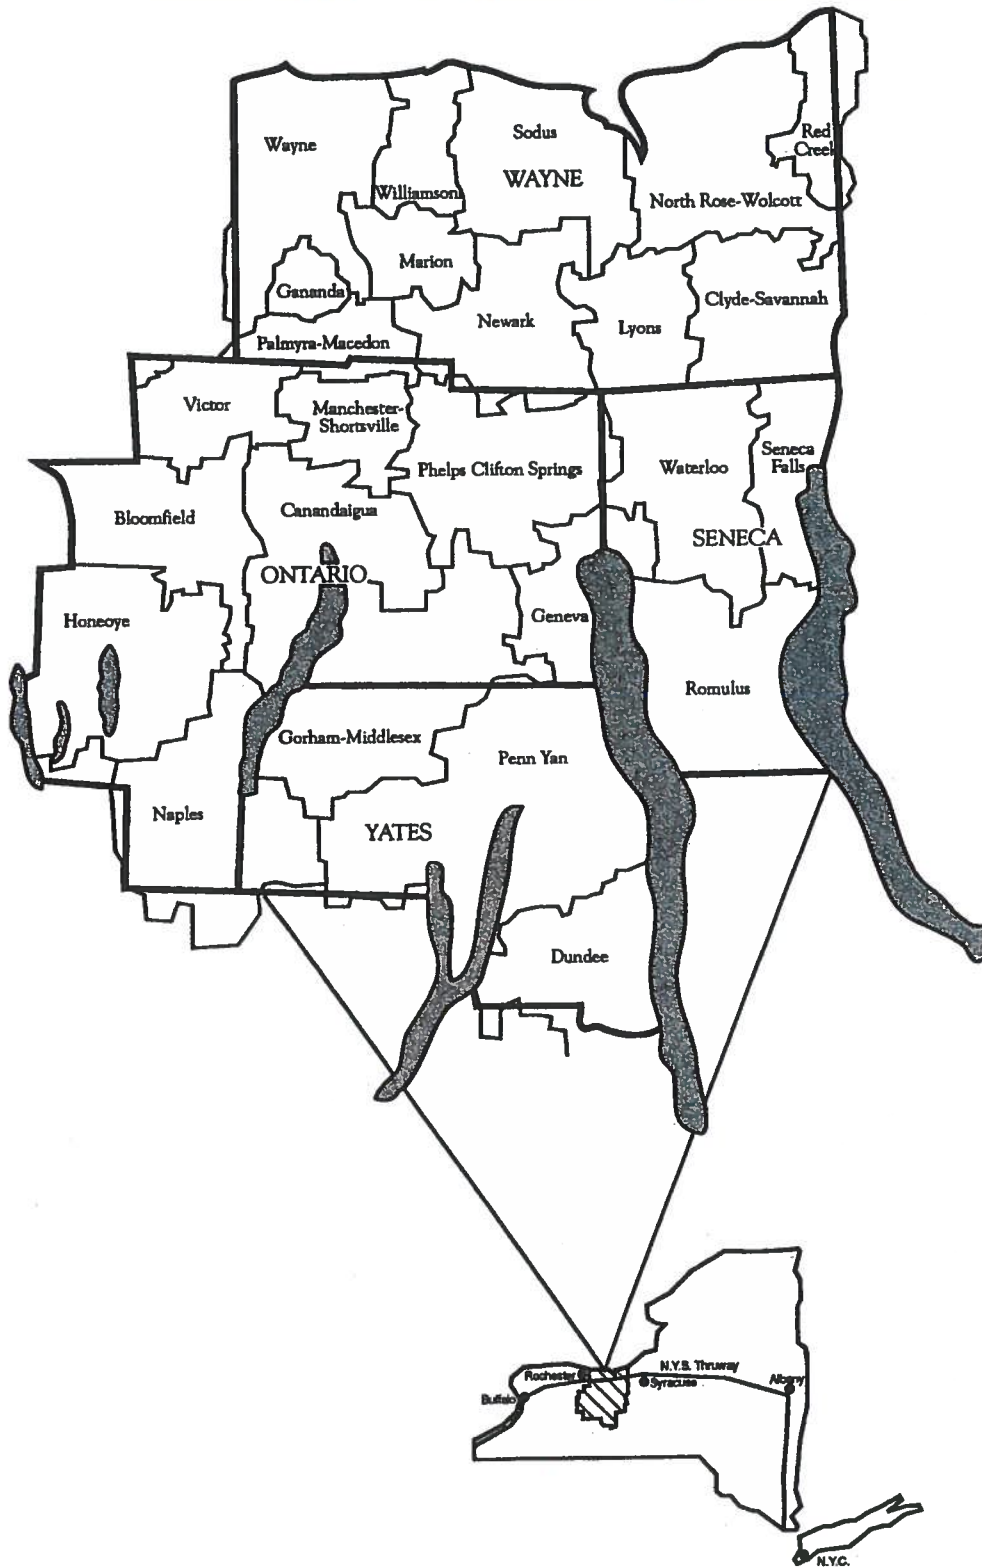 Sodus
Red
Creek
Wayne
WAYNE
Williamson
North Rose-Wolcott
Marion
Gananda
Clyde-Savannah
Newark
Lyons
Palmyra-Macedon
Victor
Manchester-
Shortsville
Seneca
Falls
Phelps Clifton Springs
Waterloo
Bloomfield
Canandaigua
SENECA
ONTARIO
Honeoye
Geneva
Romulus
Gorham-Middlesex
Penn Yan
Naples
YATES
Dundee
N.Y.S. Thruway
Rochester
Syracuse
Albany
Buffalo
N.Y.C.